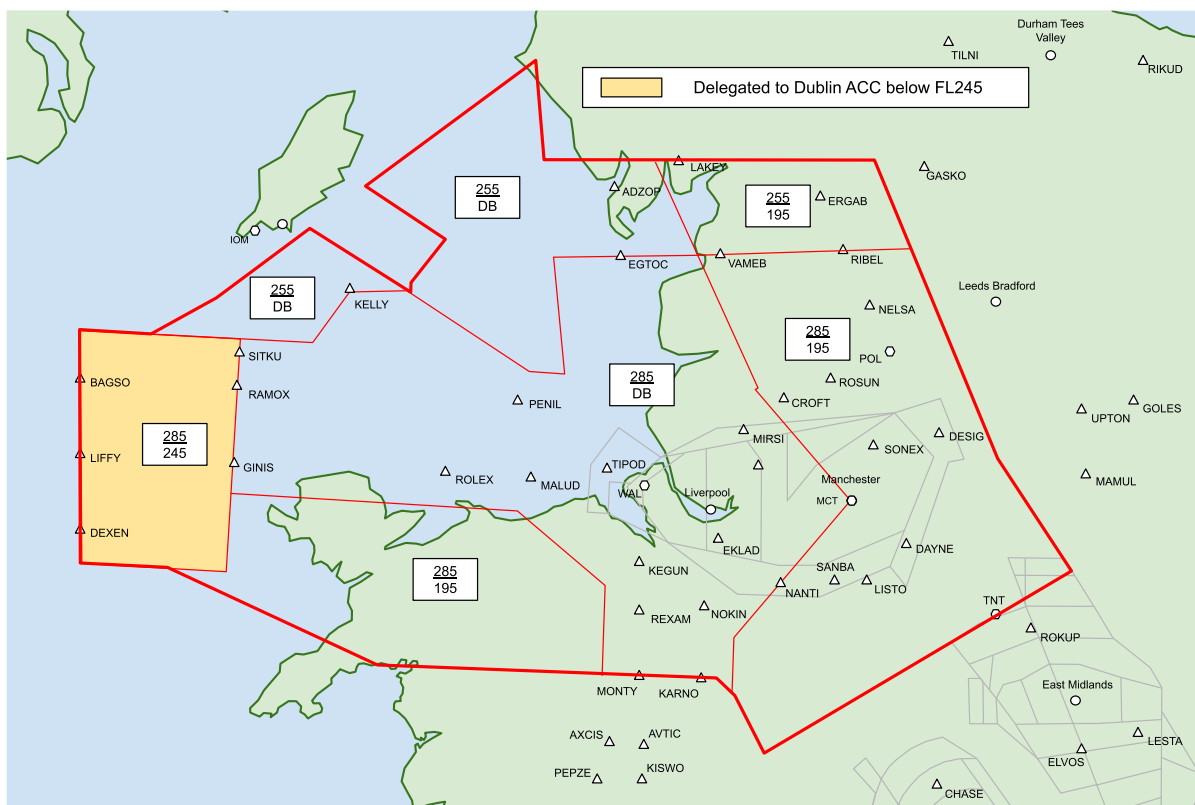 Durham Tees
Valley
TILNI
RIKUD
Delegated to Dublin ACC below FL245
LAKEY
GASKO
255
DB
ADZOP
255
195
ERGAB
IOM
EGTOC
VAMEB
RIBEL
255
DB
KELLY
Leeds Bradford
NELSA
285
195
POL
SITKU
BAGSO
RAMOX
285
DB
ROSUN
PENIL
CROFT
GOLES
UPTON
285
245
MIRSI
DESIG
SONEX
LIFFY
GINIS
ROLEX
MALUD
TIPOD
WAL
Liverpool
Manchester
MCT
MAMUL
DEXEN
EKLAD
DAYNE
285
195
KEGUN
SANBA
NANTI
LISTO
REXAM
NOKIN
TNT
ROKUP
MONTY
KARNO
East Midlands
AXCIS
AVTIC
LESTA
ELVOS
PEPZE
KISWO
CHASE